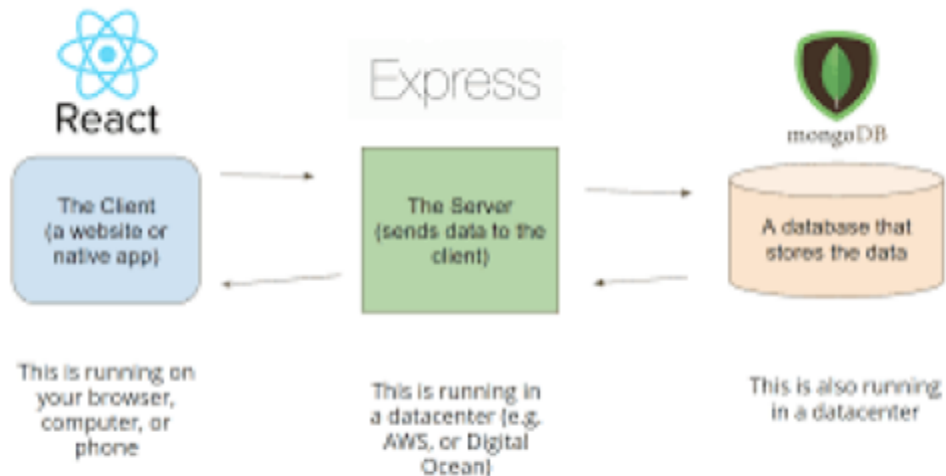 React
Express
mongoDB
The Client
(a website or
native app)
The Server
(sends data to the
client)
A database that
stores the data
This is running on
your browser,
computer, or
phone
This is running in
a datacenter (e.g.
AWS, or Digital
Ocean)
This is also running
in a datacenter